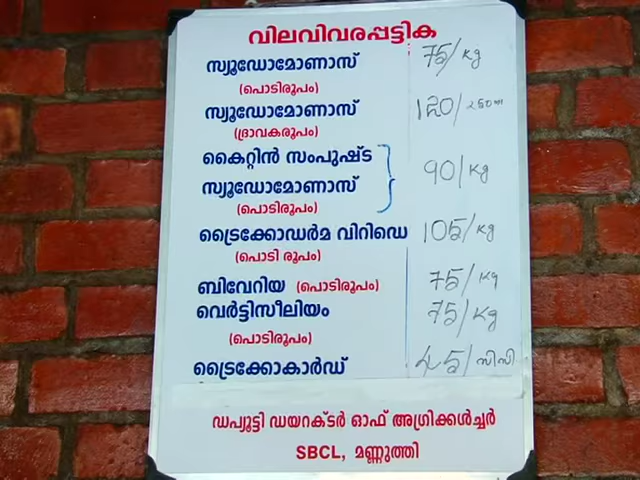 വിലവിവരപ്പട്ടിക
സ്യൂഡോമോണാസ് 75/kg
(പൊടിരൂപം)
സ്യൂഡോമോണാസ് 120/250ml
(ദ്രാവകരൂപം)
കൈറ്റിൻ സംപുഷ്ട
സ്യൂഡോമോണാസ് 90/kg
(പൊടിരൂപം)
ട്രൈക്കോഡർമ വിറിഡെ 105/kg
(പൊടി രൂപം)
ബിവേറിയ (പൊടിരൂപം) 75/kg
വെർട്ടിസീലിയം 75/kg
(പൊടിരൂപം)
ട്രൈക്കോകാർഡ് 45/സിസി
ഡപ്യൂട്ടി ഡയറക്ടർ ഓഫ് അഗ്രിക്കൾച്ചർ
SBCL, മണ്ണുത്തി